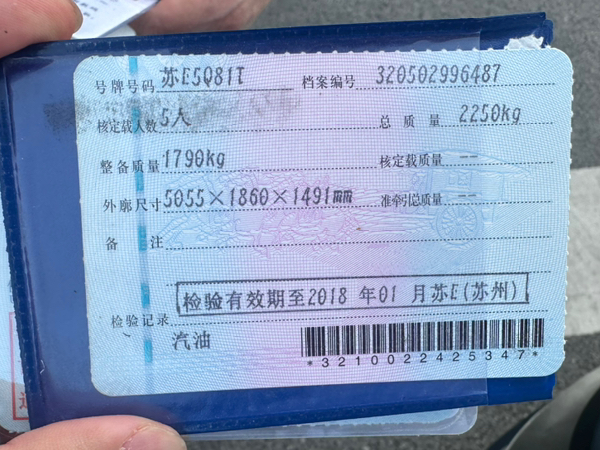 号牌号码 苏E5Q81T 档案编号 320502996487
核定载人数 5人 总质量 2250kg
整备质量 1790kg 核定载质量 --
外廓尺寸 5055×1860×1491mm 准牵引总质量 --
备注
检验有效期至2018 年01 月苏E(苏州)
检验记录
汽油
*3210022425347*